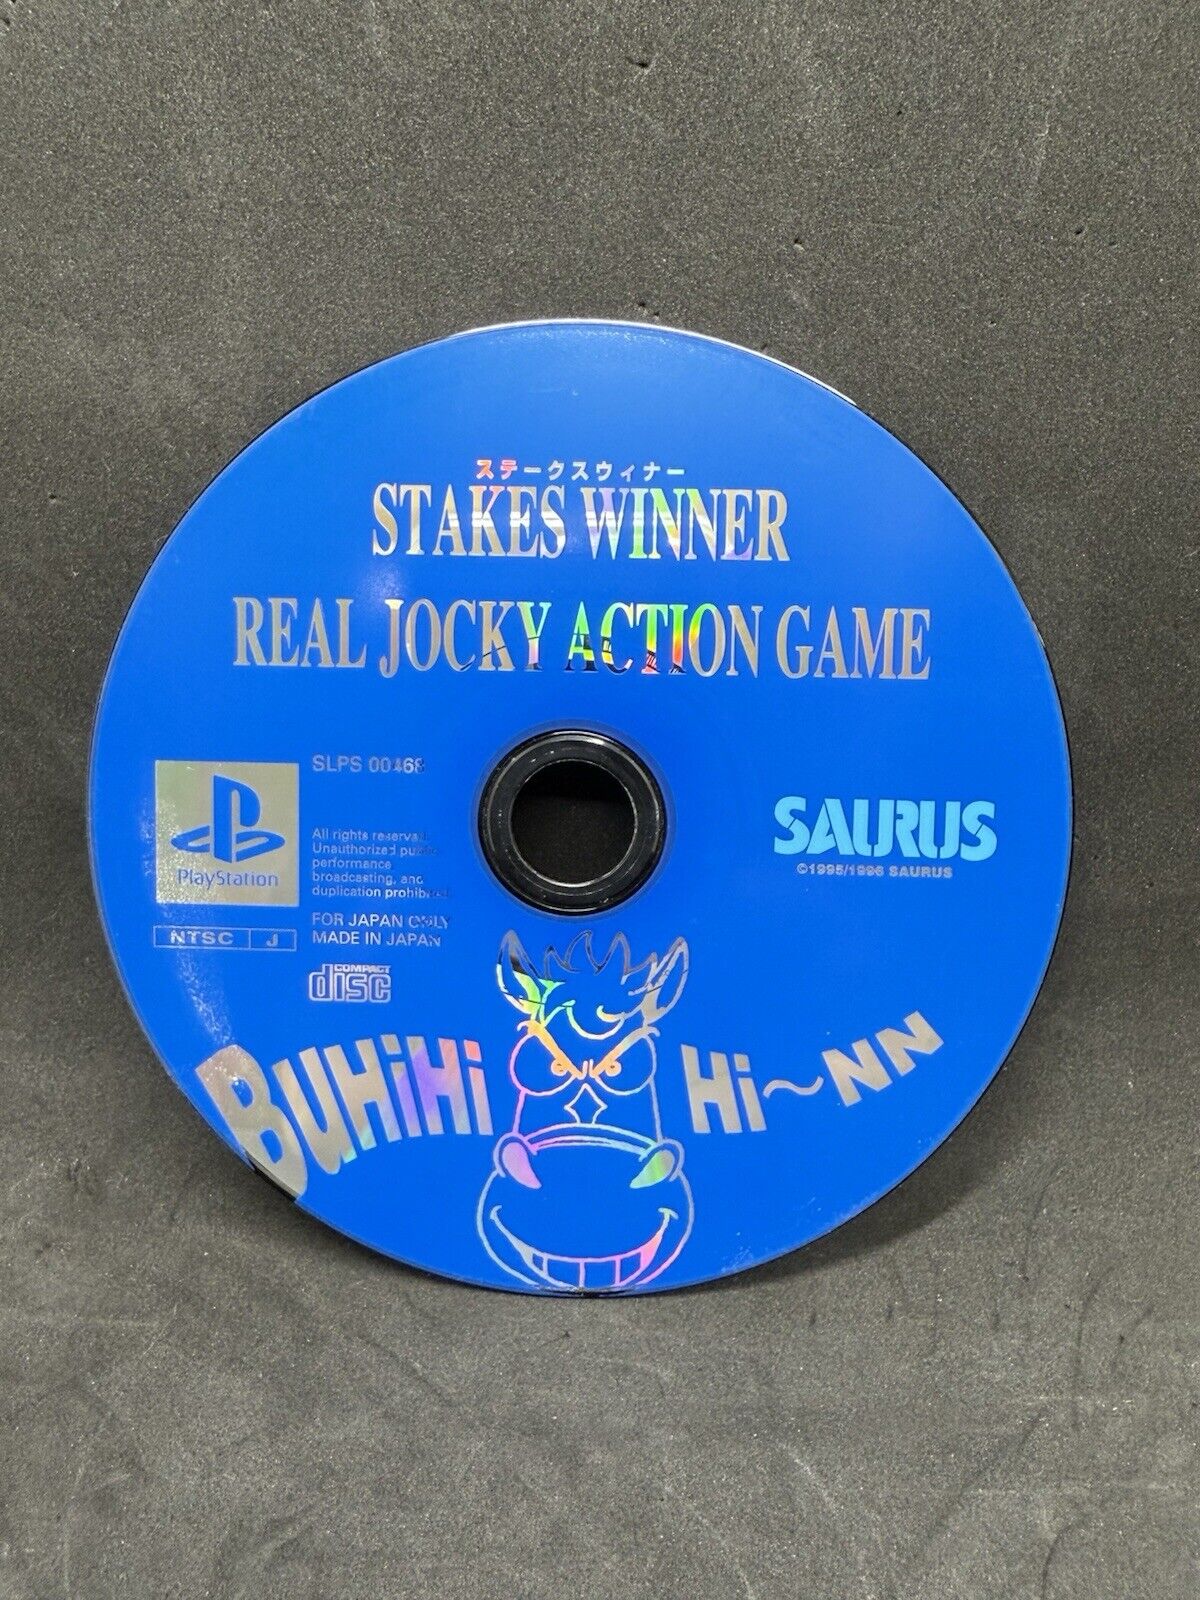 ステークスウィナー
STAKES WINNER
REAL JOCKY ACTION GAME
SLPS 00468
PlayStation
All rights reserved.
Unauthorized public
performance
broadcasting, and
duplication prohibited
FOR JAPAN ONLY
MADE IN JAPAN
NTSC J
COMPACT
disc
SAURUS
©1995/1996 SAURUS
BUHiHi Hi~NN